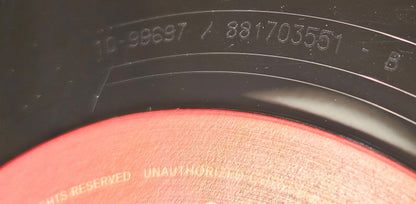 10-99697 / 881703551 - B
GHTS RESERVED UNAUTHORIZED